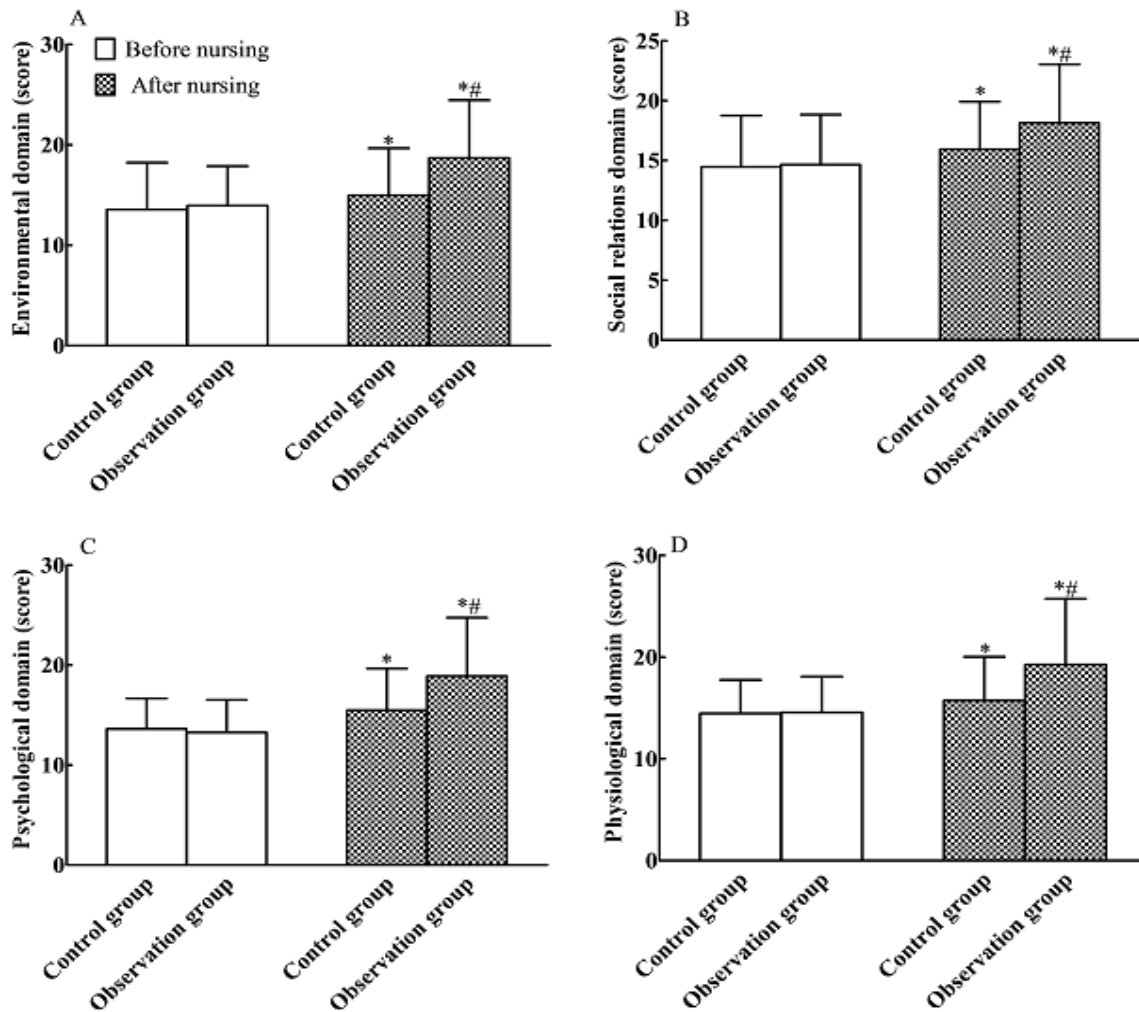 A
Environmental domain (score)
30
20
10
0
Before nursing
After nursing
*
*#
Control group
Observation group
Control group
Observation group
B
Social relations domain (score)
25
20
15
10
5
0
*
*#
Control group
Observation group
Control group
Observation group
C
Psychological domain (score)
30
20
10
0
*
*#
Control group
Observation group
Control group
Observation group
D
Physiological domain (score)
30
20
10
0
*
*#
Control group
Observation group
Control group
Observation group